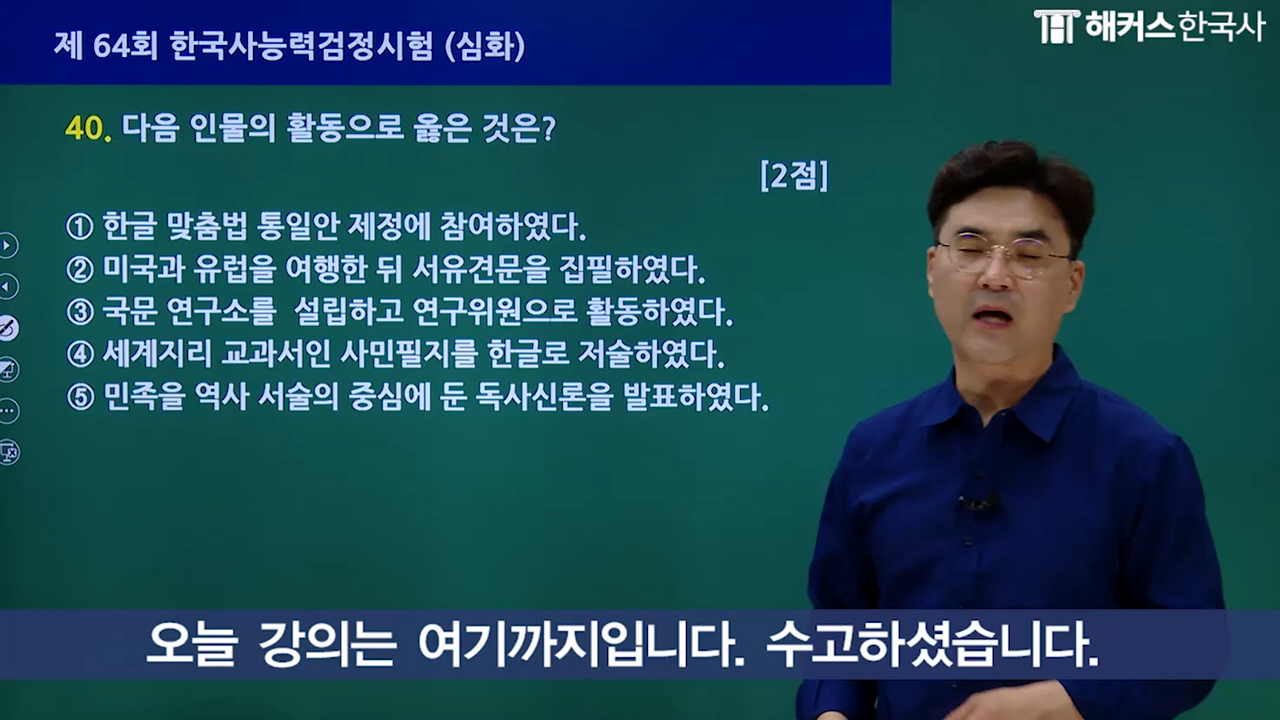 제 64회 한국사능력검정시험 (심화)
해커스한국사
40. 다음 인물의 활동으로 옳은 것은?
[2점]
① 한글 맞춤법 통일안 제정에 참여하였다.
② 미국과 유럽을 여행한 뒤 서유견문을 집필하였다.
③ 국문 연구소를 설립하고 연구위원으로 활동하였다.
④ 세계지리 교과서인 사민필지를 한글로 저술하였다.
⑤ 민족을 역사 서술의 중심에 둔 독사신론을 발표하였다.
오늘 강의는 여기까지입니다. 수고하셨습니다.